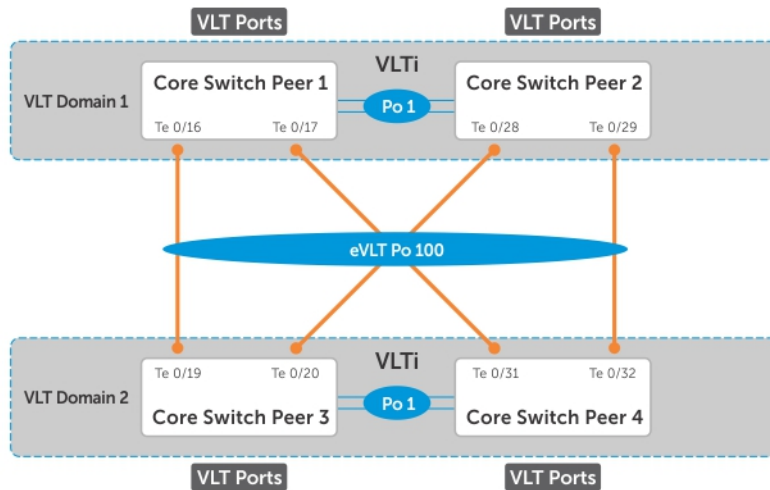 VLT Ports
VLT Ports
VLTi
VLT Domain 1
Core Switch Peer 1
Po 1
Core Switch Peer 2
Te 0/16
Te 0/17
Te 0/28
Te 0/29
eVLT Po 100
VLTi
VLT Domain 2
Te 0/19
Te 0/20
Te 0/31
Te 0/32
Po 1
Core Switch Peer 3
Core Switch Peer 4
VLT Ports
VLT Ports